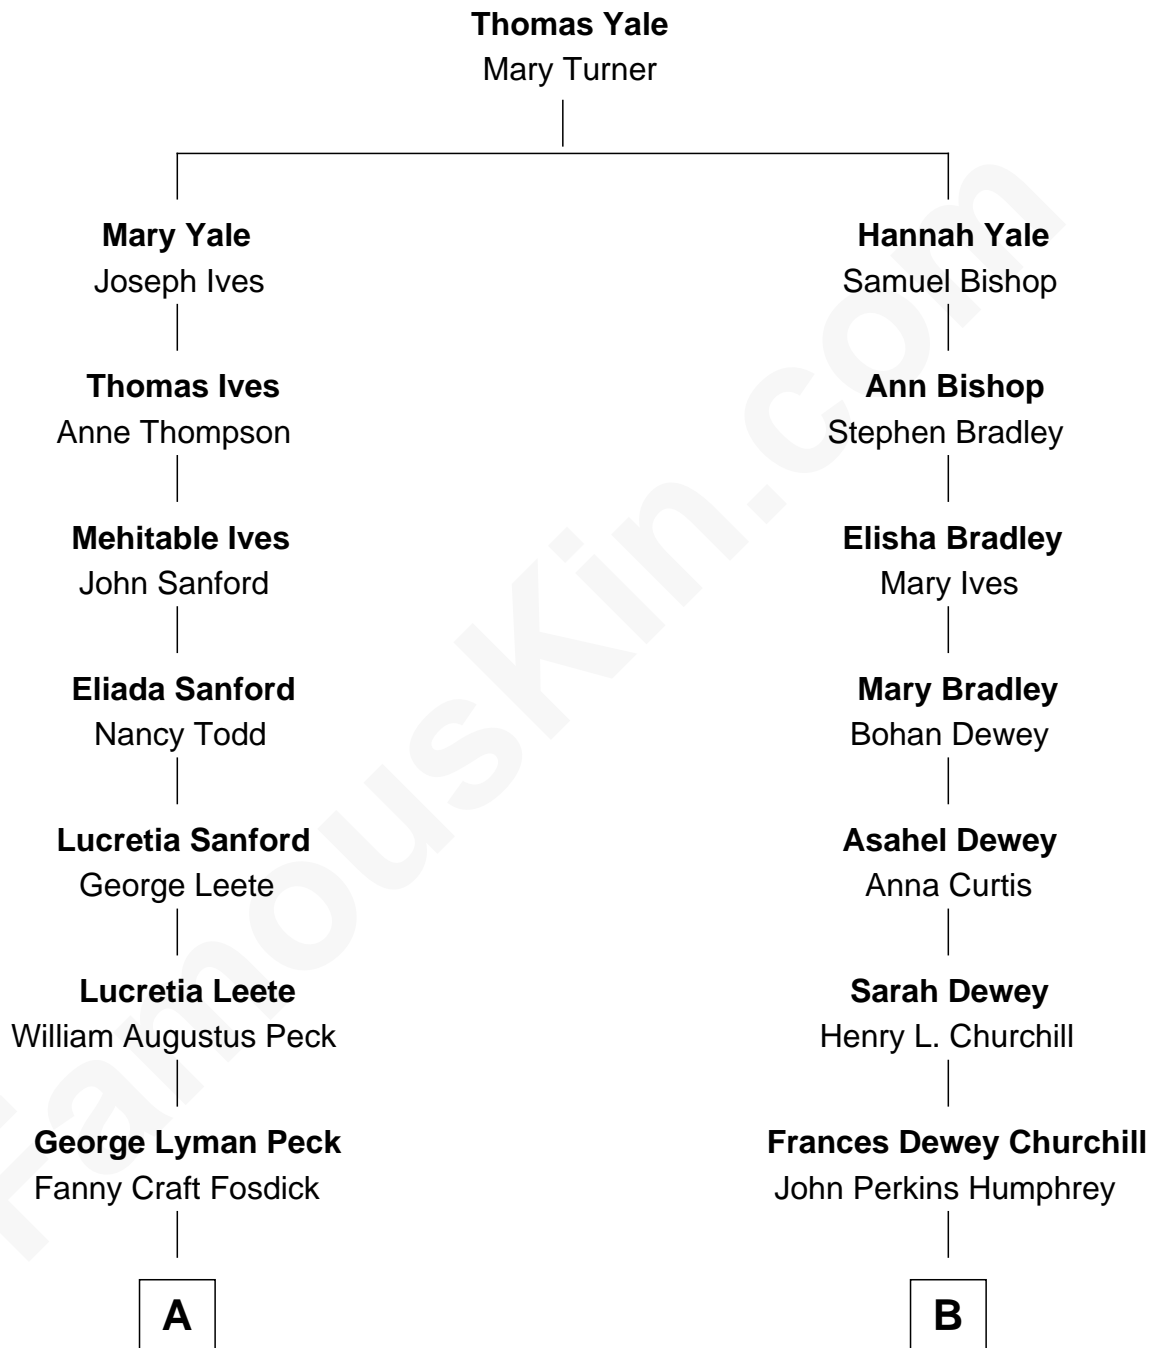 Thomas Yale
Mary Turner
Mary Yale
Joseph Ives
Hannah Yale
Samuel Bishop
Thomas Ives
Anne Thompson
Ann Bishop
Stephen Bradley
Mehitable Ives
John Sanford
Elisha Bradley
Mary Ives
Eliada Sanford
Nancy Todd
Mary Bradley
Bohan Dewey
Lucretia Sanford
George Leete
Asahel Dewey
Anna Curtis
Lucretia Leete
William Augustus Peck
Sarah Dewey
Henry L. Churchill
George Lyman Peck
Fanny Craft Fosdick
Frances Dewey Churchill
John Perkins Humphrey
A
B
FamousKin.com